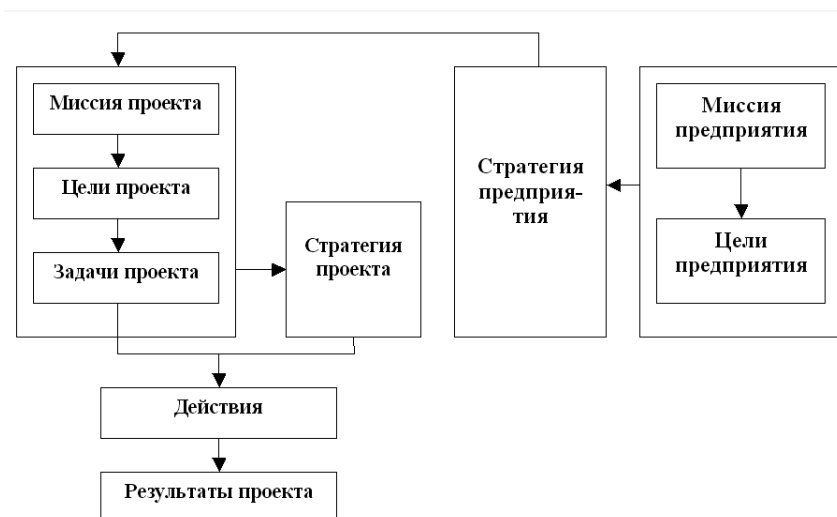 Миссия проекта
Цели проекта
Задачи проекта
Стратегия
проекта
Стратегия
предприя-
тия
Миссия
предприятия
Цели
предприятия
Действия
Результаты проекта